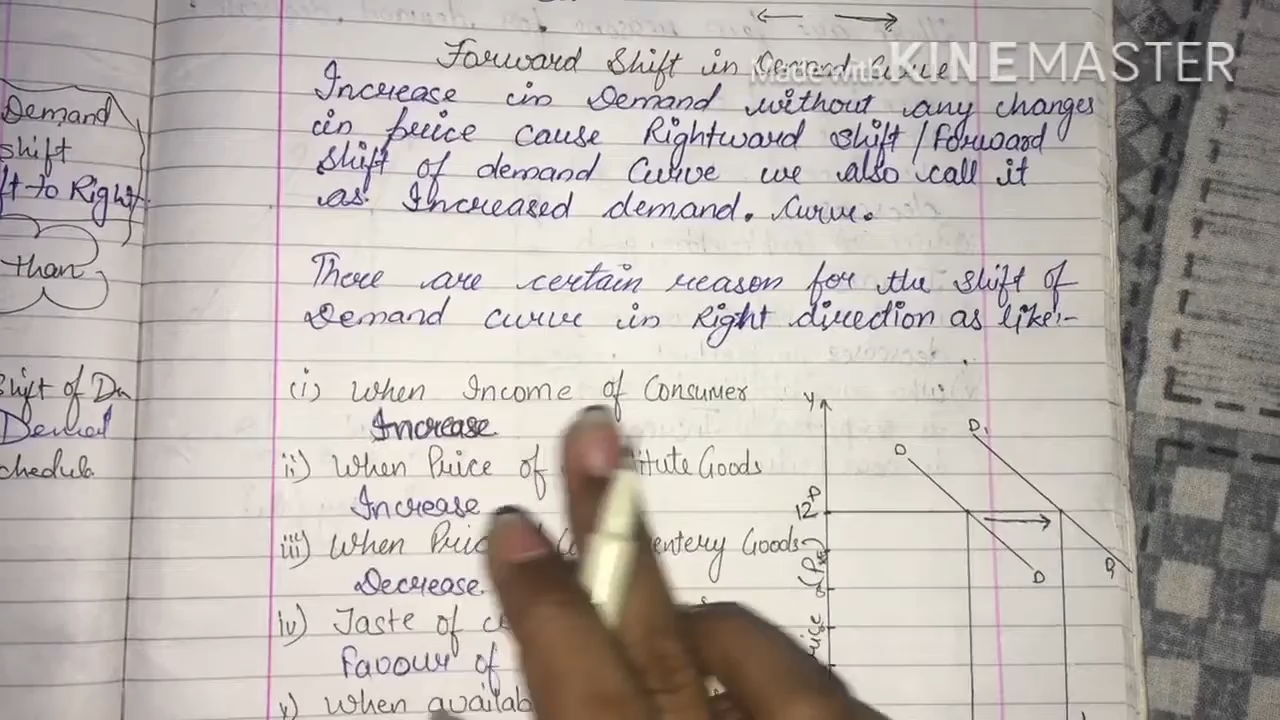 Forward Shift in Demand Curve
Made with KINEMASTER
Increase in Demand without any changes
in price cause Rightward shift / forward
shift of demand Curve we also call it
as Increased demand. Curve.
There are certain reason for the shift of
Demand curve in Right direction as like:-
(i) When Income of Consumer
Increase
ii) When Price of Goods
Increase
iii) When Goods
Decrease
iv) Taste of
Favour of
v) When
Demand
shift
to Right
than
shift of
chedule
Y
D
D1
12
D